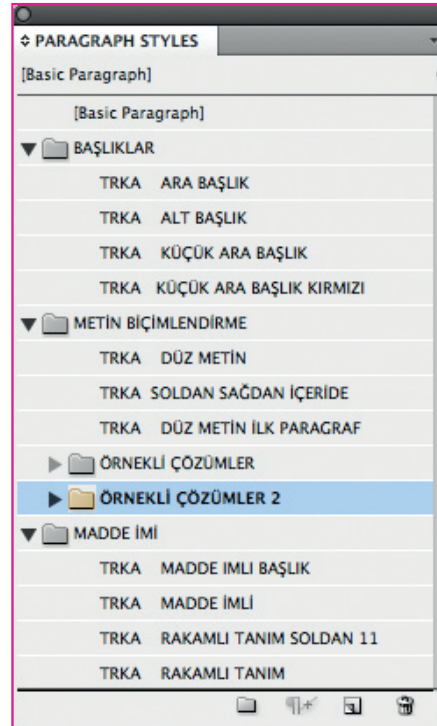 PARAGRAPH STYLES
[Basic Paragraph]
[Basic Paragraph]
BAŞLIKLAR
TRKA ARA BAŞLIK
TRKA ALT BAŞLIK
TRKA KÜÇÜK ARA BAŞLIK
TRKA KÜÇÜK ARA BAŞLIK KIRMIZI
METİN BİÇİMLENDİRME
TRKA DÜZ METİN
TRKA SOLDAN SAĞDAN İÇERİDE
TRKA DÜZ METİN İLK PARAGRAF
ÖRNEKLİ ÇÖZÜMLER
ÖRNEKLİ ÇÖZÜMLER 2
MADDE İMİ
TRKA MADDE IMLI BAŞLIK
TRKA MADDE İMLİ
TRKA RAKAMLI TANIM SOLDAN 11
TRKA RAKAMLI TANIM